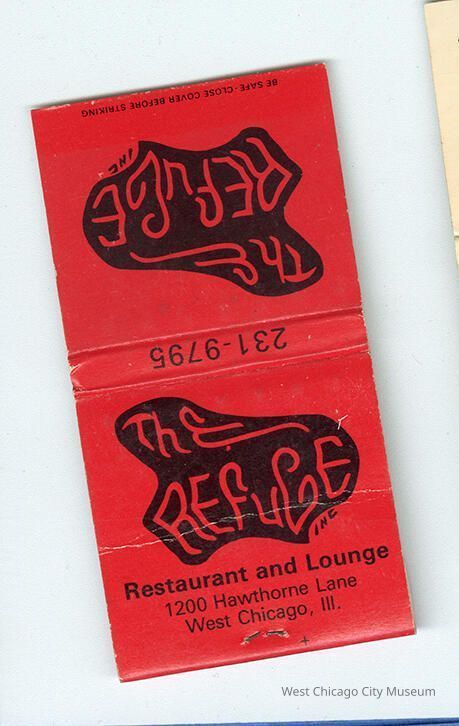 BE SAFE - CLOSE COVER BEFORE STRIKING
The
REFUGE
INC
231-9795
The
REFUGE
INC
Restaurant and Lounge
1200 Hawthorne Lane
West Chicago, Ill.
West Chicago City Museum